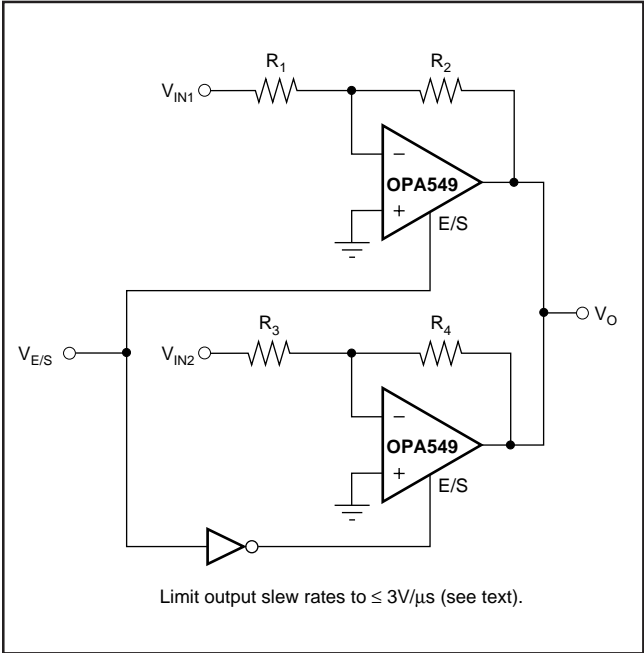 R1 R2
VIN1
−
OPA549
+
E/S
VO
R3 R4
VE/S VIN2
−
OPA549
+
E/S
Limit output slew rates to ≤ 3V/µs (see text).